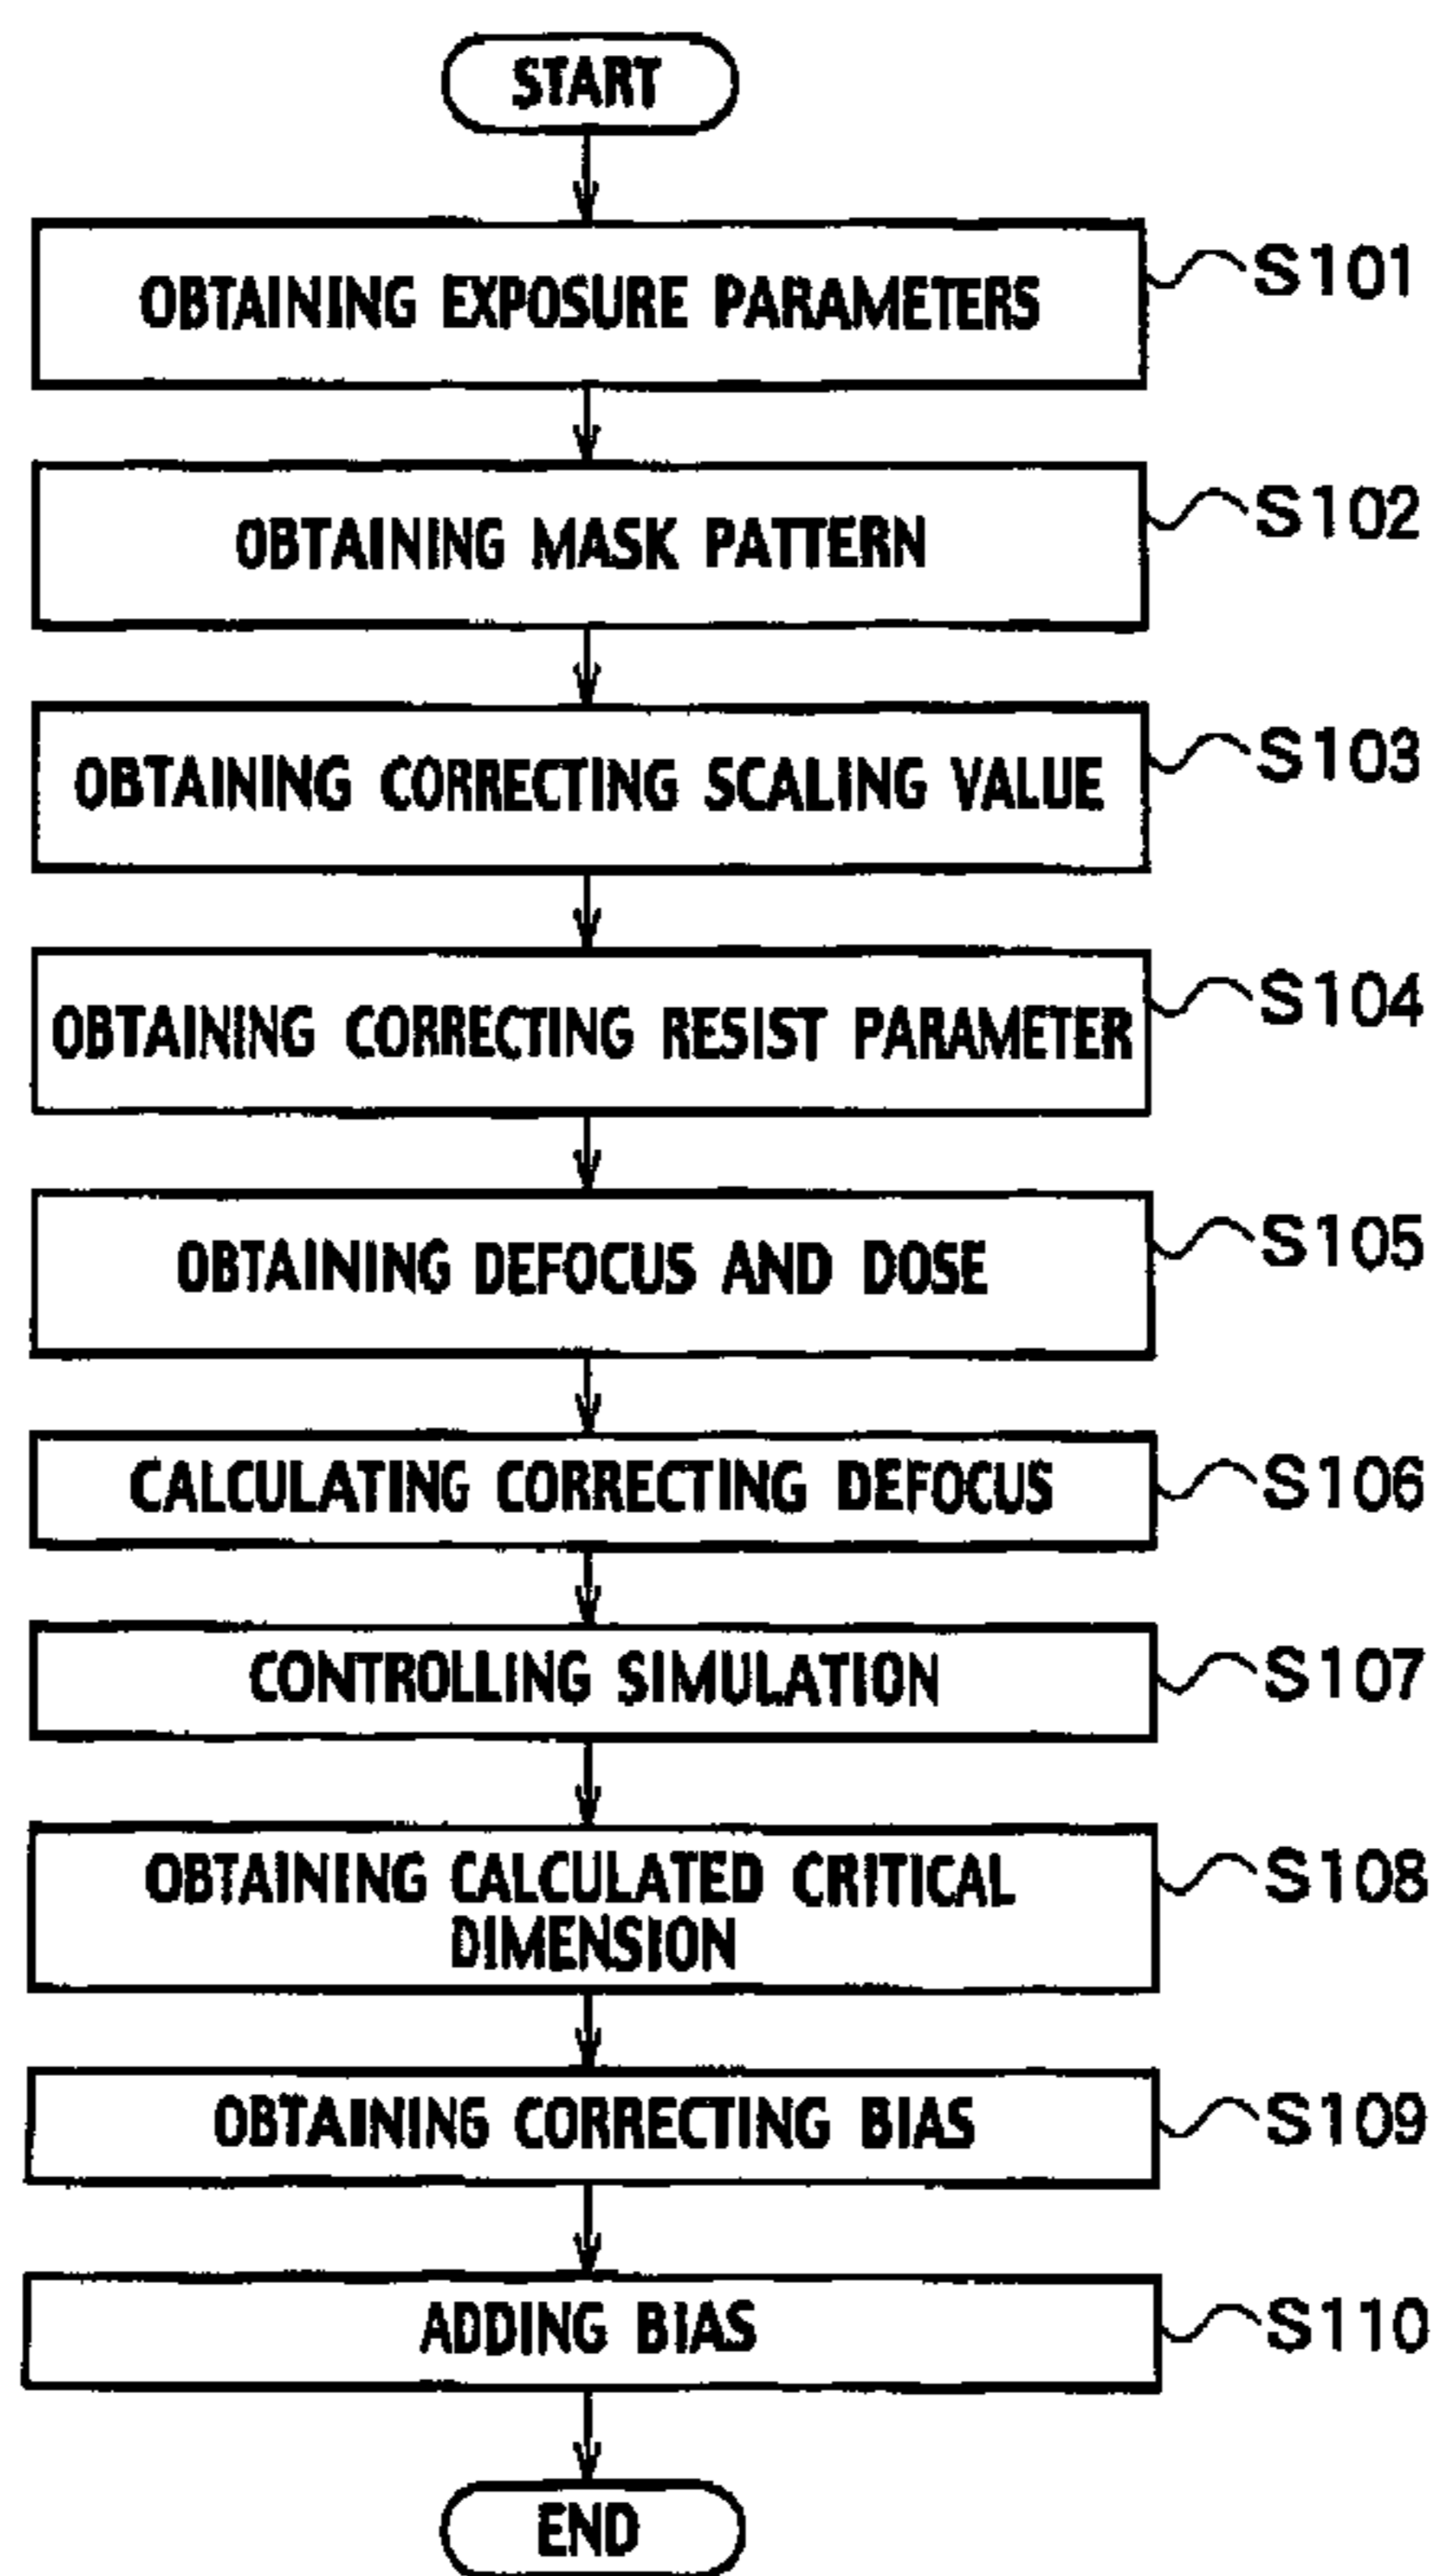 START
OBTAINING EXPOSURE PARAMETERS
S101
OBTAINING MASK PATTERN
S102
OBTAINING CORRECTING SCALING VALUE
S103
OBTAINING CORRECTING RESIST PARAMETER
S104
OBTAINING DEFOCUS AND DOSE
S105
CALCULATING CORRECTING DEFOCUS
S106
CONTROLLING SIMULATION
S107
OBTAINING CALCULATED CRITICAL
DIMENSION
S108
OBTAINING CORRECTING BIAS
S109
ADDING BIAS
S110
END